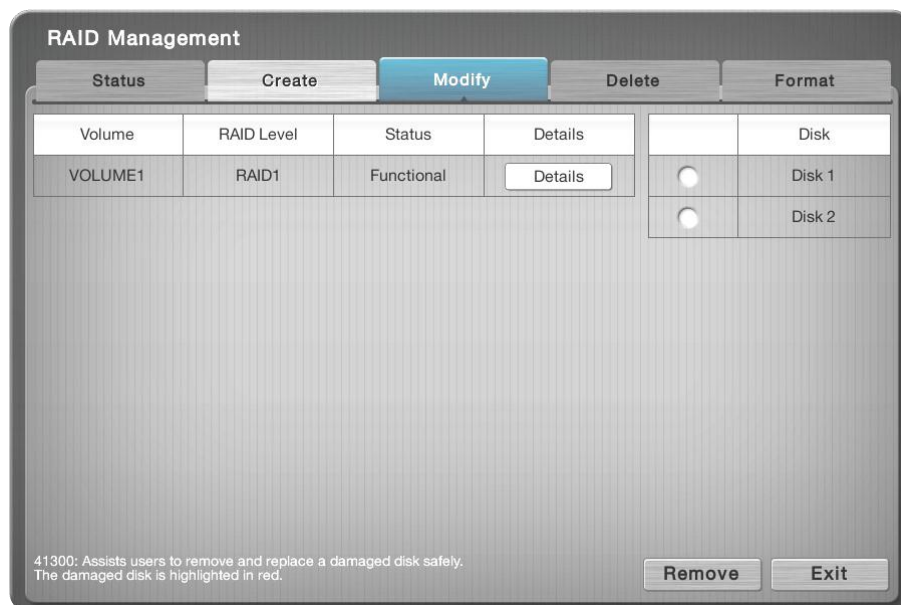 RAID Management
Status Create Modify Delete Format
Volume RAID Level Status Details Disk
VOLUME1 RAID1 Functional Details Disk 1
Disk 2
41300: Assists users to remove and replace a damaged disk safely.
The damaged disk is highlighted in red.
Remove Exit